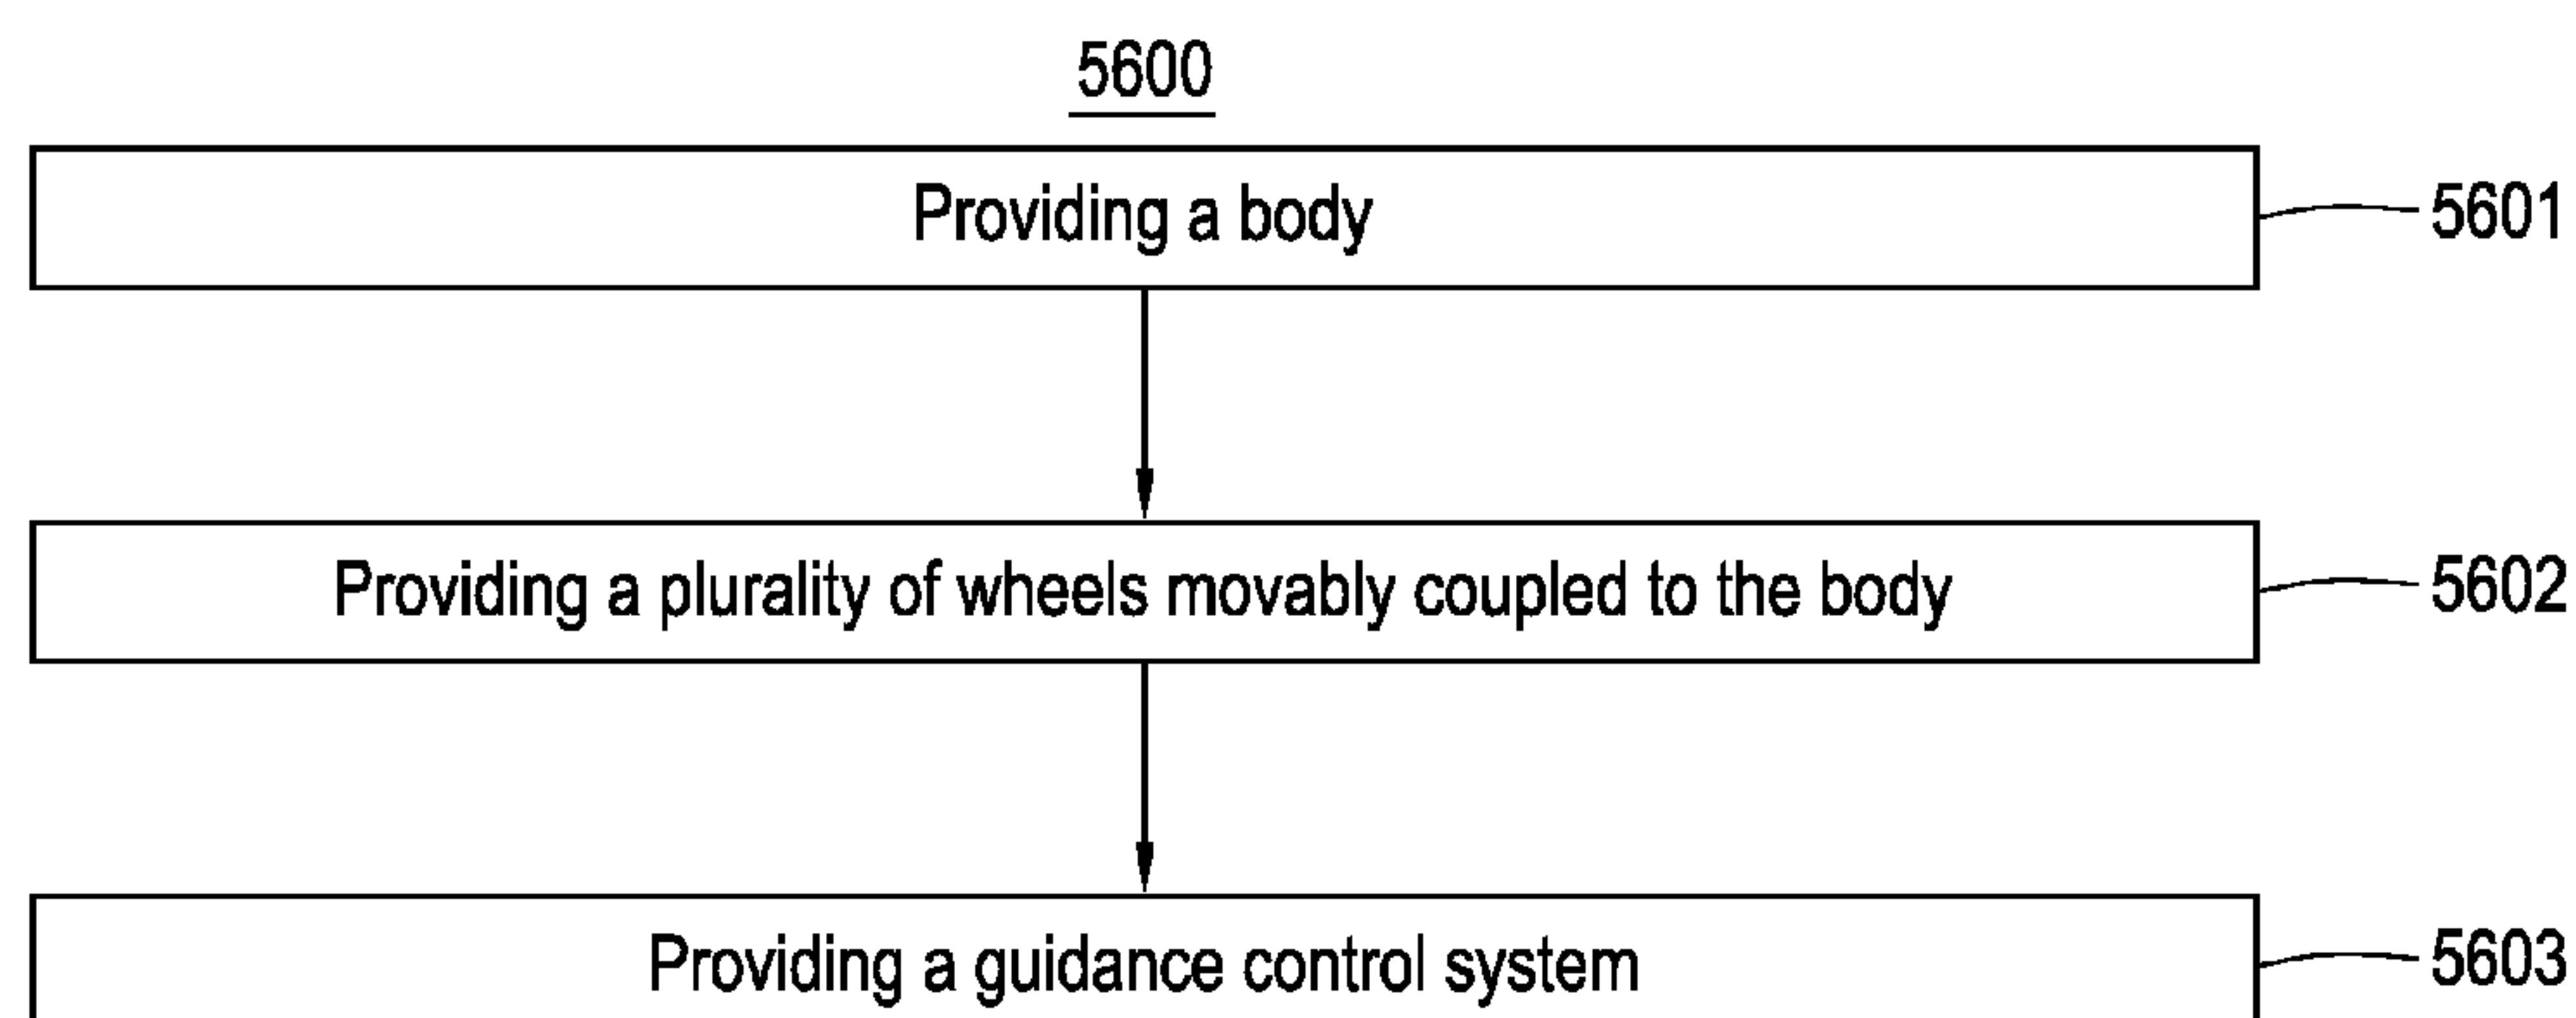 5600
Providing a body 5601
Providing a plurality of wheels movably coupled to the body 5602
Providing a guidance control system 5603